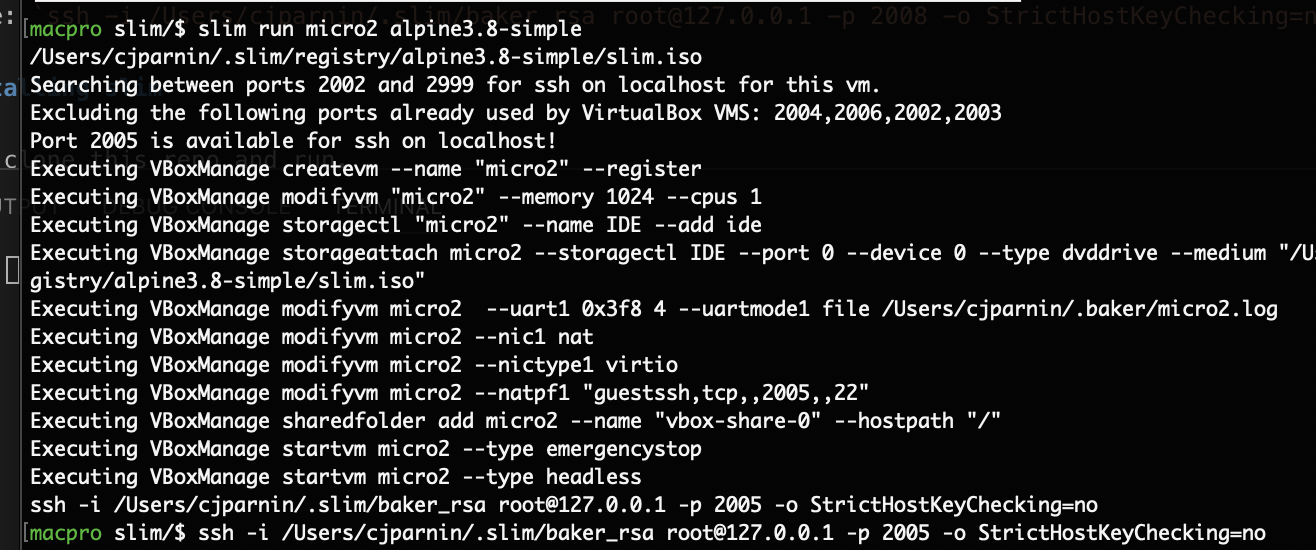 e: ssh -i /Users/cjparnin/.slim/baker_rsa root@127.0.0.1 -p 2008 -o StrictHostKeyChecking=no
[macpro slim/$ slim run micro2 alpine3.8-simple
/Users/cjparnin/.slim/registry/alpine3.8-simple/slim.iso
Searching between ports 2002 and 2999 for ssh on localhost for this vm.
Excluding the following ports already used by VirtualBox VMS: 2004,2006,2002,2003
Port 2005 is available for ssh on localhost!
clone this repo and run
Executing VBoxManage createvm --name "micro2" --register
Executing VBoxManage modifyvm "micro2" --memory 1024 --cpus 1
DEBUG CONSOLE TERMINAL
Executing VBoxManage storagectl "micro2" --name IDE --add ide
Executing VBoxManage storageattach micro2 --storagectl IDE --port 0 --device 0 --type dvddrive --medium "/U
gistry/alpine3.8-simple/slim.iso"
Executing VBoxManage modifyvm micro2  --uart1 0x3f8 4 --uartmode1 file /Users/cjparnin/.baker/micro2.log
Executing VBoxManage modifyvm micro2 --nic1 nat
Executing VBoxManage modifyvm micro2 --nictype1 virtio
Executing VBoxManage modifyvm micro2 --natpf1 "guestssh,tcp,,2005,,22"
Executing VBoxManage sharedfolder add micro2 --name "vbox-share-0" --hostpath "/"
Executing VBoxManage startvm micro2 --type emergencystop
Executing VBoxManage startvm micro2 --type headless
ssh -i /Users/cjparnin/.slim/baker_rsa root@127.0.0.1 -p 2005 -o StrictHostKeyChecking=no
[macpro slim/$ ssh -i /Users/cjparnin/.slim/baker_rsa root@127.0.0.1 -p 2005 -o StrictHostKeyChecking=no